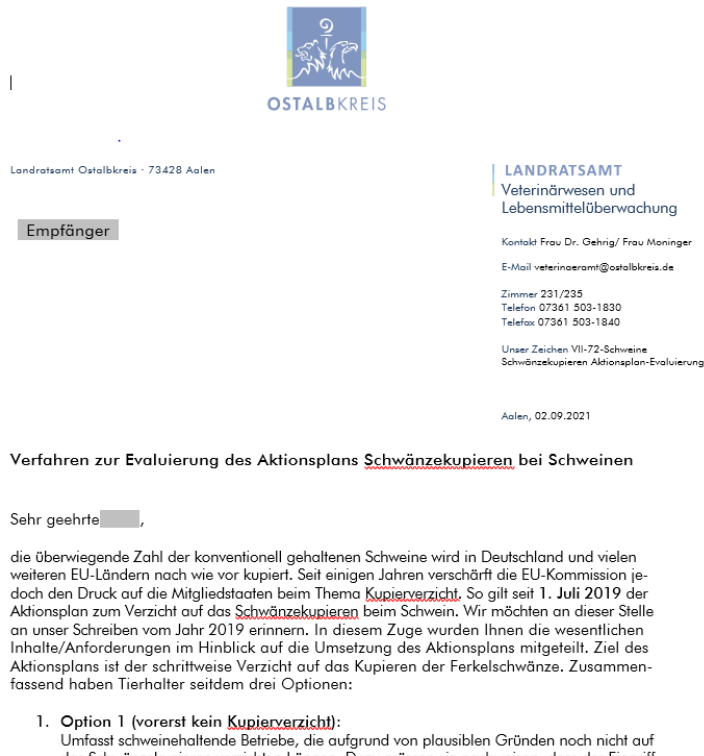 OSTALBKREIS
Landratsamt Ostalbkreis · 73428 Aalen
Empfänger
LANDRATSAMT
Veterinärwesen und
Lebensmittelüberwachung
Kontakt Frau Dr. Gehrig/ Frau Moninger
E-Mail veterinaeramt@ostalbkreis.de
Zimmer 231/235
Telefon 07361 503-1830
Telefax 07361 503-1840
Unser Zeichen VII-72-Schweine
Schwänzekupieren Aktionsplan-Evaluierung
Aalen, 02.09.2021
Verfahren zur Evaluierung des Aktionsplans Schwänzekupieren bei Schweinen
Sehr geehrte ,
die überwiegende Zahl der konventionell gehaltenen Schweine wird in Deutschland und vielen
weiteren EU-Ländern nach wie vor kupiert. Seit einigen Jahren verschärft die EU-Kommission je-
doch den Druck auf die Mitgliedstaaten beim Thema Kupierverzicht. So gilt seit 1. Juli 2019 der
Aktionsplan zum Verzicht auf das Schwänzekupieren beim Schwein. Wir möchten an dieser Stelle
an unser Schreiben vom Jahr 2019 erinnern. In diesem Zuge wurden Ihnen die wesentlichen
Inhalte/Anforderungen im Hinblick auf die Umsetzung des Aktionsplans mitgeteilt. Ziel des
Aktionsplans ist der schrittweise Verzicht auf das Kupieren der Ferkelschwänze. Zusammen-
fassend haben Tierhalter seitdem drei Optionen:
1. Option 1 (vorerst kein Kupierverzicht):
Umfasst schweinehaltende Betriebe, die aufgrund von plausiblen Gründen noch nicht auf